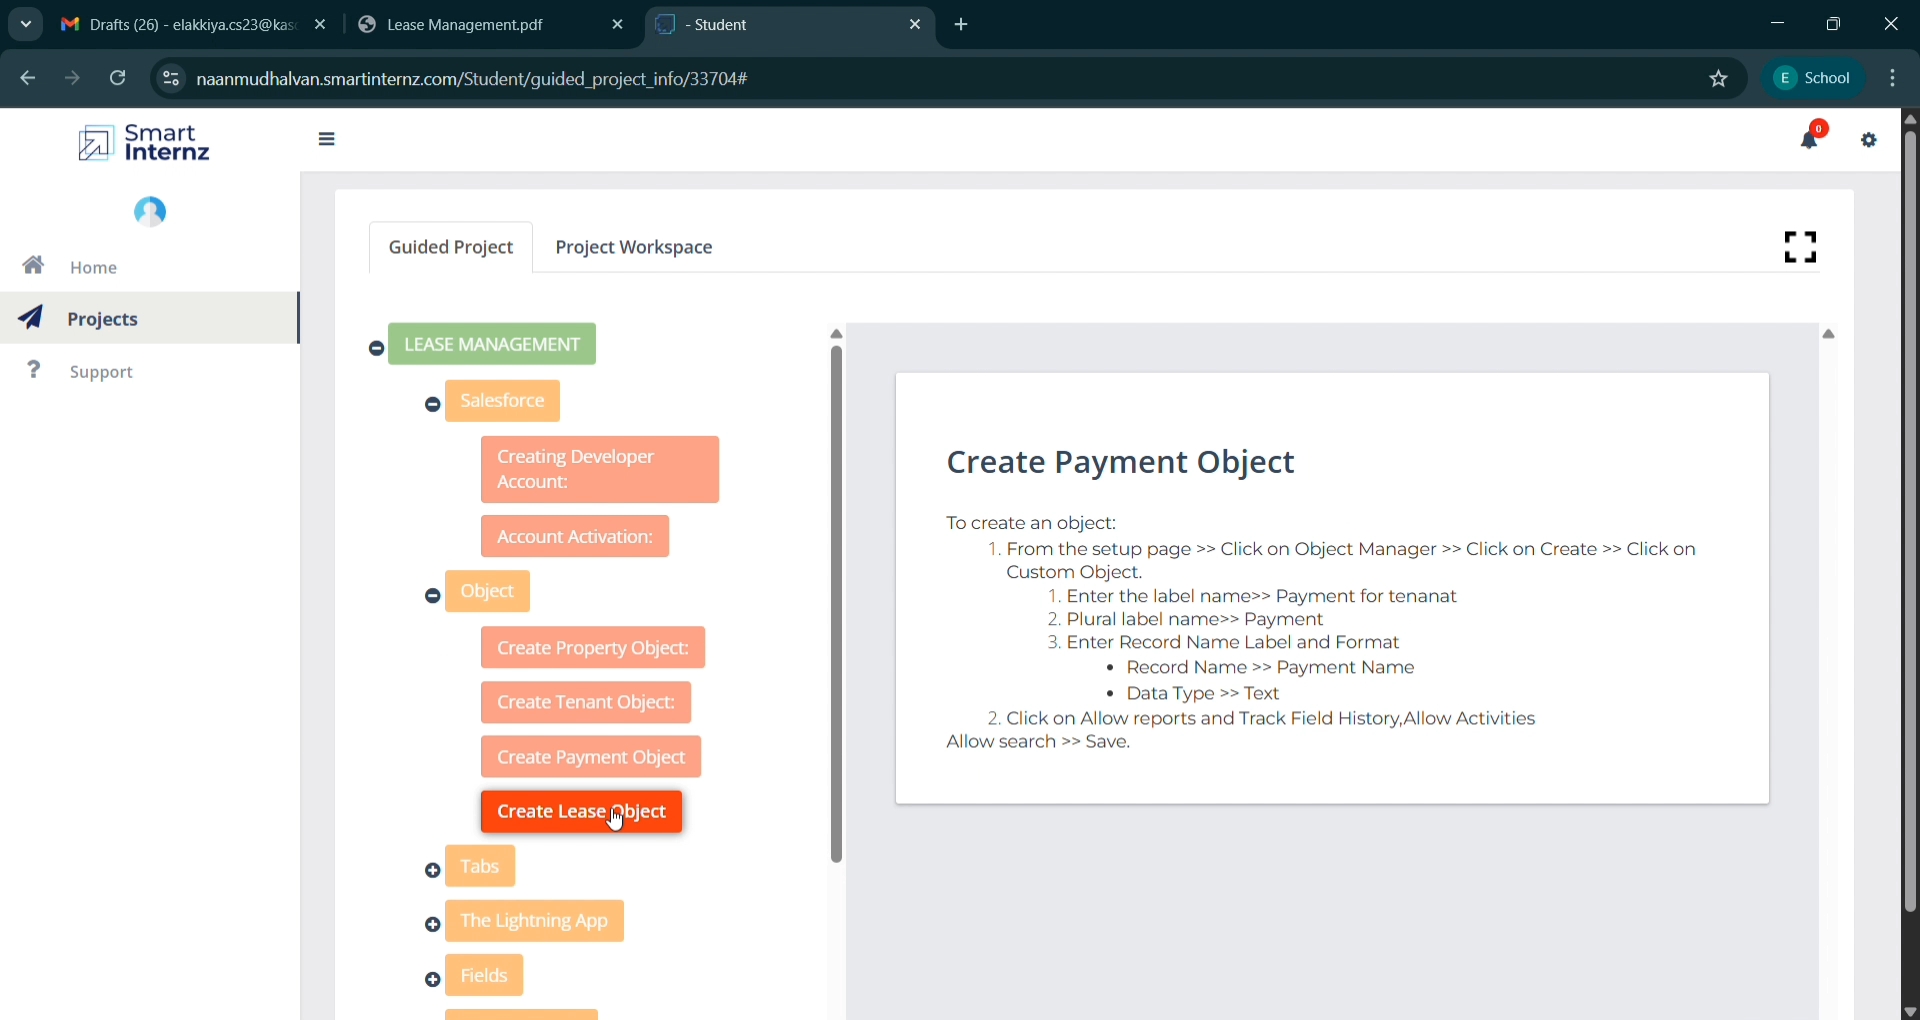 Drafts (26) - elakkiya.cs23@kas
Lease Management.pdf
- Student
naanmudhalvan.smartinternz.com/Student/guided_project_info/33704#
E School
Smart
Internz
0
Home
Projects
? Support
Guided Project
Project Workspace
LEASE MANAGEMENT
Salesforce
Creating Developer
Account:
Account Activation:
Object
Create Property Object:
Create Tenant Object:
Create Payment Object
Create Lease Object
Tabs
The Lightning App
Fields
Create Payment Object
To create an object:
1. From the setup page >> Click on Object Manager >> Click on Create >> Click on
Custom Object.
1. Enter the label name>> Payment for tenanat
2. Plural label name>> Payment
3. Enter Record Name Label and Format
• Record Name >> Payment Name
• Data Type >> Text
2. Click on Allow reports and Track Field History,Allow Activities
Allow search >> Save.